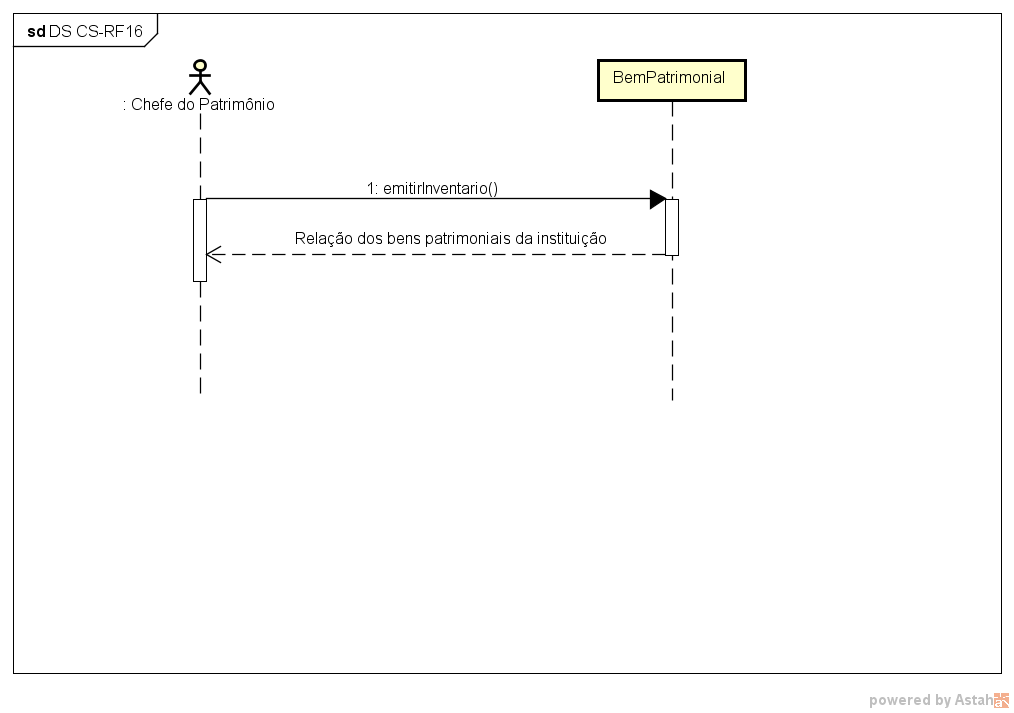 sd DS CS-RF16
: Chefe do Patrimônio
BemPatrimonial
1: emitirInventario()
Relação dos bens patrimoniais da instituição
powered by Astah